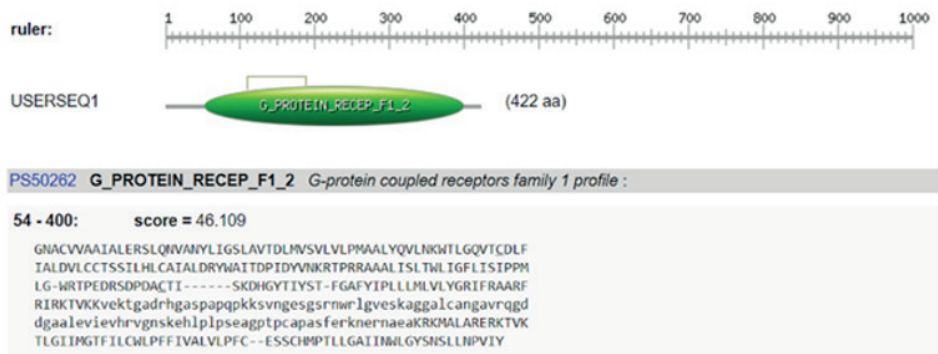 1 100 200 300 400 500 600 700 800 900 1000
ruler:
USERSEQ1 G_PROTEIN_RECEP_F1_2 (422 aa)
PS50262 G_PROTEIN_RECEP_F1_2 G-protein coupled receptors family 1 profile :
54 - 400: score = 46.109
GNACVVAAIALERSLQNVANYLIGSLAVTDLMVSVLVLPMAALYQVLNKWTLGQVTCDLF
IALDVLCCTSSILHLCAIALDRYWAITDPIDYVNKRTPRRAAALISLTWLIGFLISIPPM
LG-WRTPEDRSDPDACTI------SKDHGYTIYST-FGAFYIPLLLMLVLYGRIFRAARF
RIRKTVKKvektgadrhgaspapqpkksvngesgsrnwrlgveskaggalcangavrqgd
dgaalevievhrvgnskehlplpseagptpcapasferknernaeaKRKMALARERKTVK
TLGIIMGTFILCWLPFFIVALVLPFC--ESSCHMPTLLGAIINWLGYSNSLLNPVIY